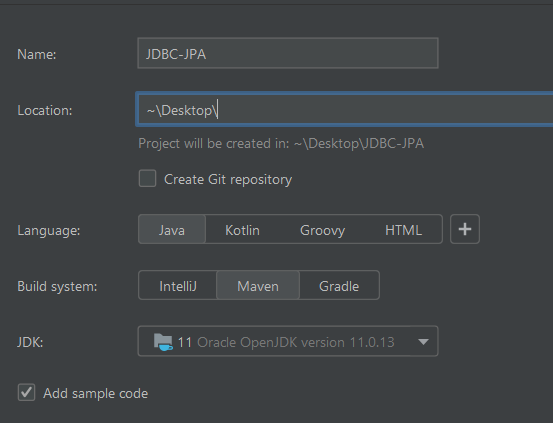 Name: JDBC-JPA
Location: ~\Desktop\
Project will be created in: ~\Desktop\JDBC-JPA
Create Git repository
Language: Java Kotlin Groovy HTML +
Build system: IntelliJ Maven Gradle
JDK: 11 Oracle OpenJDK version 11.0.13
Add sample code